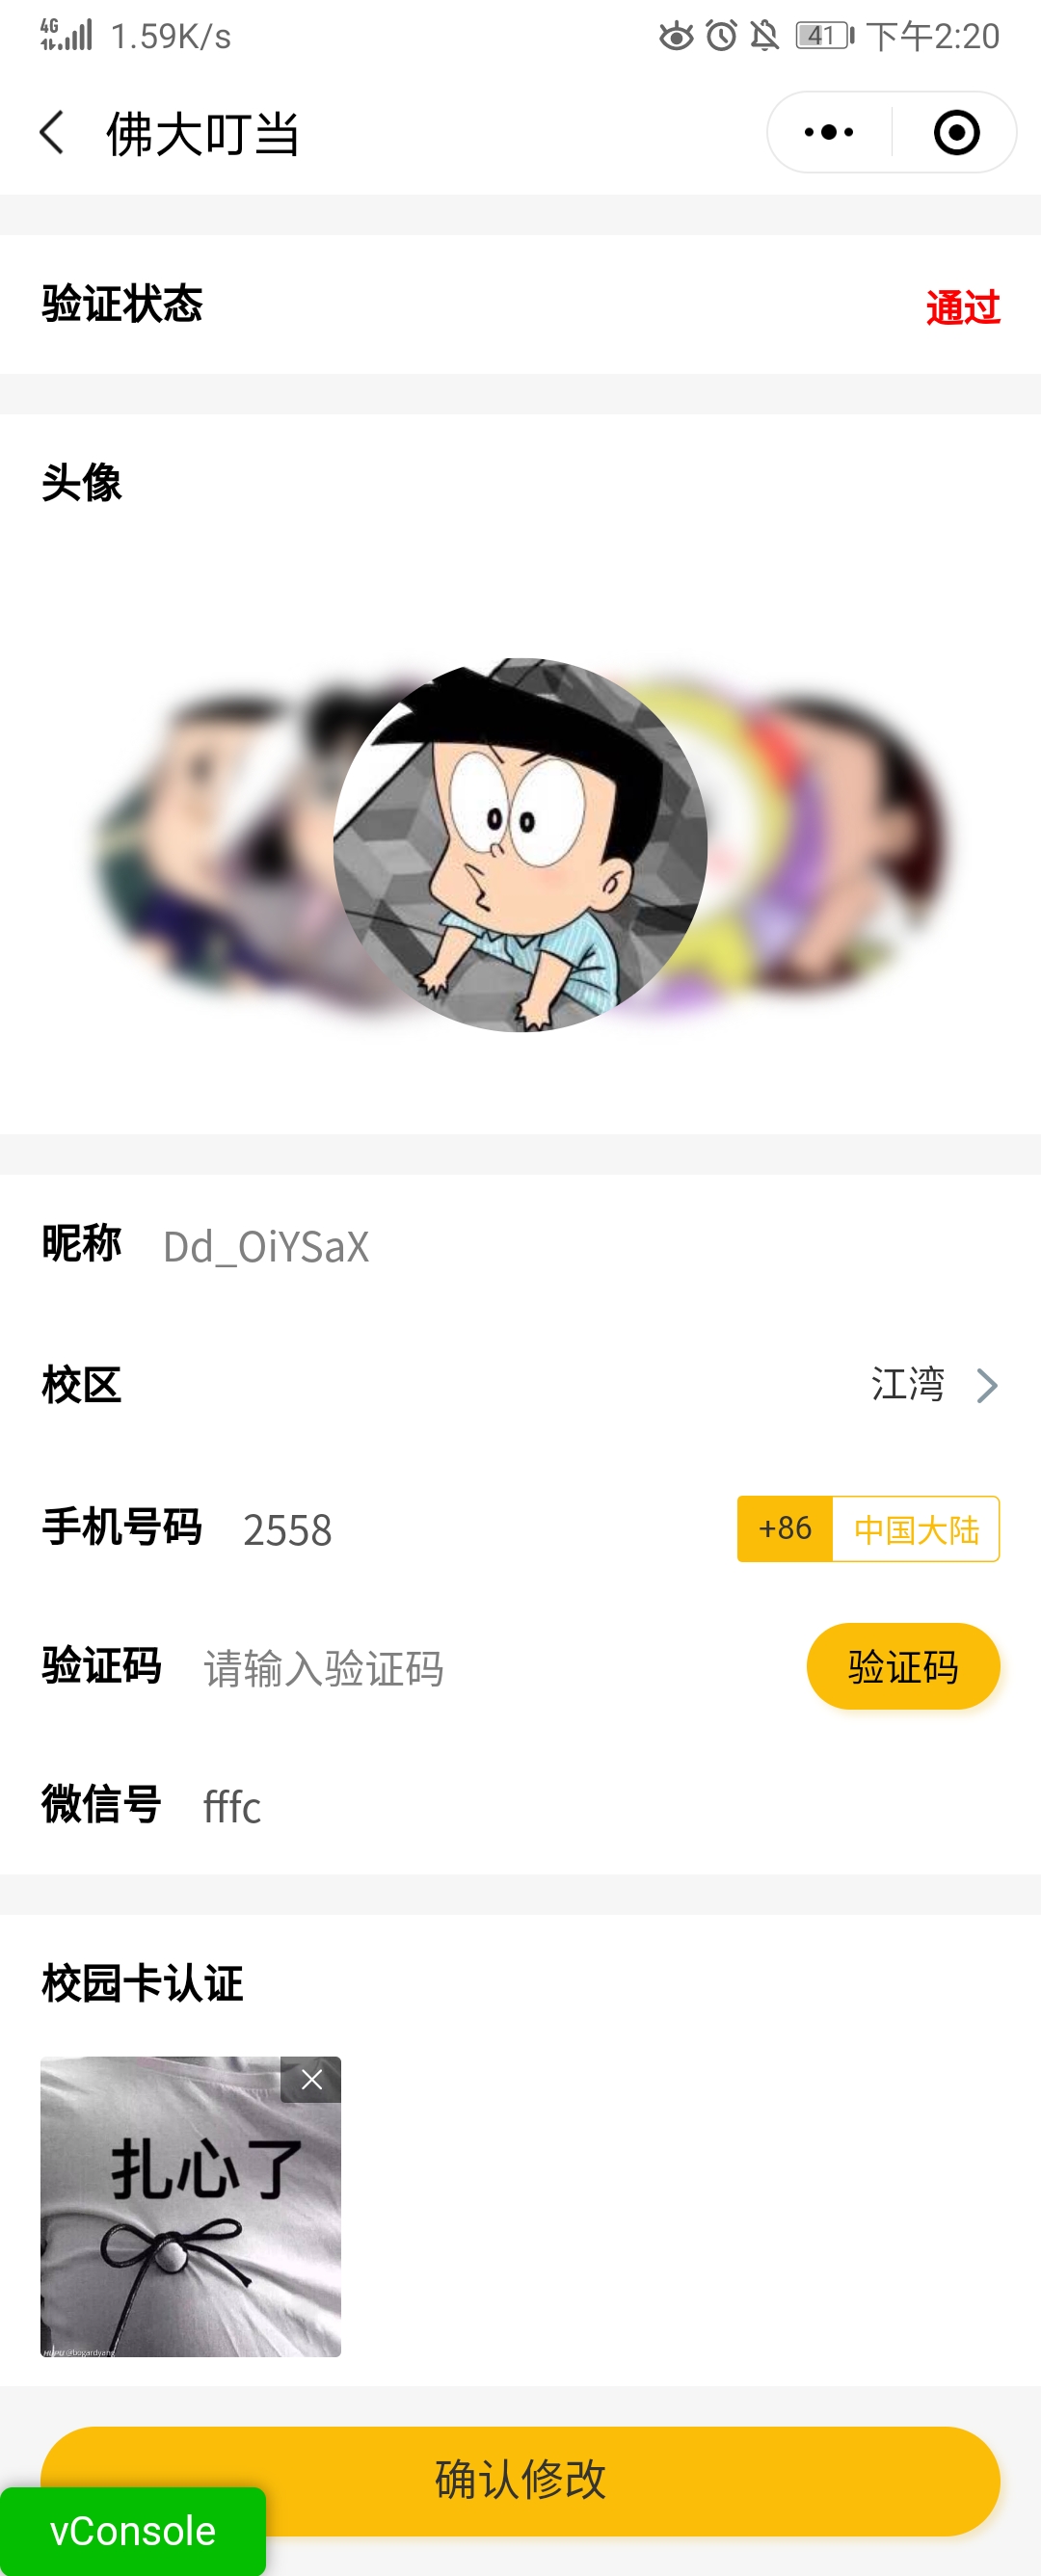 4G 1.59K/s 41 下午2:20
佛大叮当
验证状态 通过
头像
昵称 Dd_OiYSaX
校区 江湾
手机号码 2558 +86 中国大陆
验证码 请输入验证码 验证码
微信号 fffc
校园卡认证
扎心了
HUPU @bogardyang
确认修改
vConsole